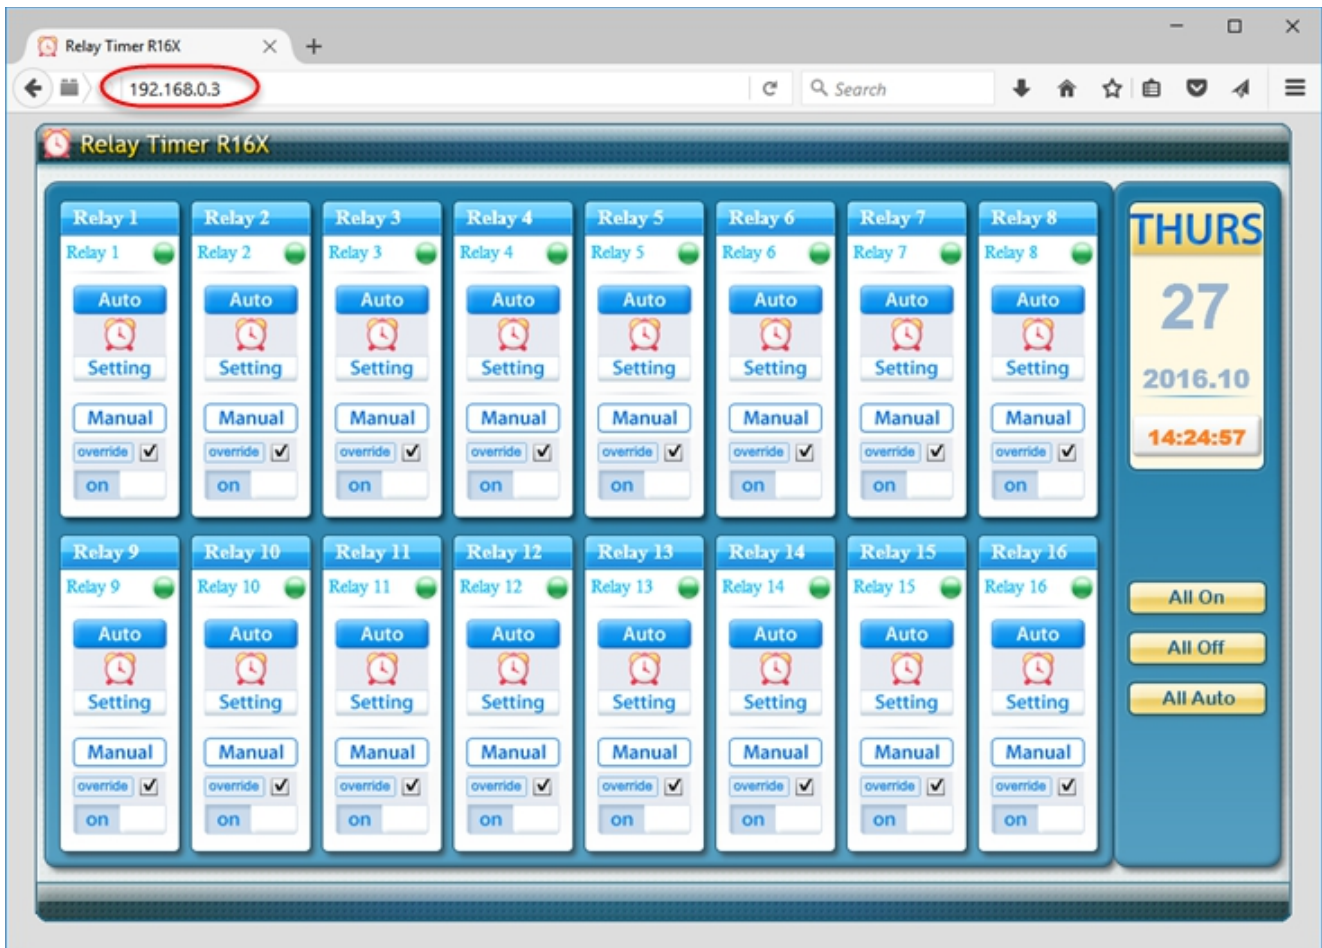 Relay Timer R16X
192.168.0.3
Search
Relay Timer R16X
Relay 1 Relay 2 Relay 3 Relay 4 Relay 5 Relay 6 Relay 7 Relay 8
Relay 1 Relay 2 Relay 3 Relay 4 Relay 5 Relay 6 Relay 7 Relay 8
Auto Auto Auto Auto Auto Auto Auto Auto
Setting Setting Setting Setting Setting Setting Setting Setting
Manual Manual Manual Manual Manual Manual Manual Manual
override override override override override override override override
on on on on on on on on
Relay 9 Relay 10 Relay 11 Relay 12 Relay 13 Relay 14 Relay 15 Relay 16
Relay 9 Relay 10 Relay 11 Relay 12 Relay 13 Relay 14 Relay 15 Relay 16
Auto Auto Auto Auto Auto Auto Auto Auto
Setting Setting Setting Setting Setting Setting Setting Setting
Manual Manual Manual Manual Manual Manual Manual Manual
override override override override override override override override
on on on on on on on on
THURS
27
2016.10
14:24:57
All On
All Off
All Auto